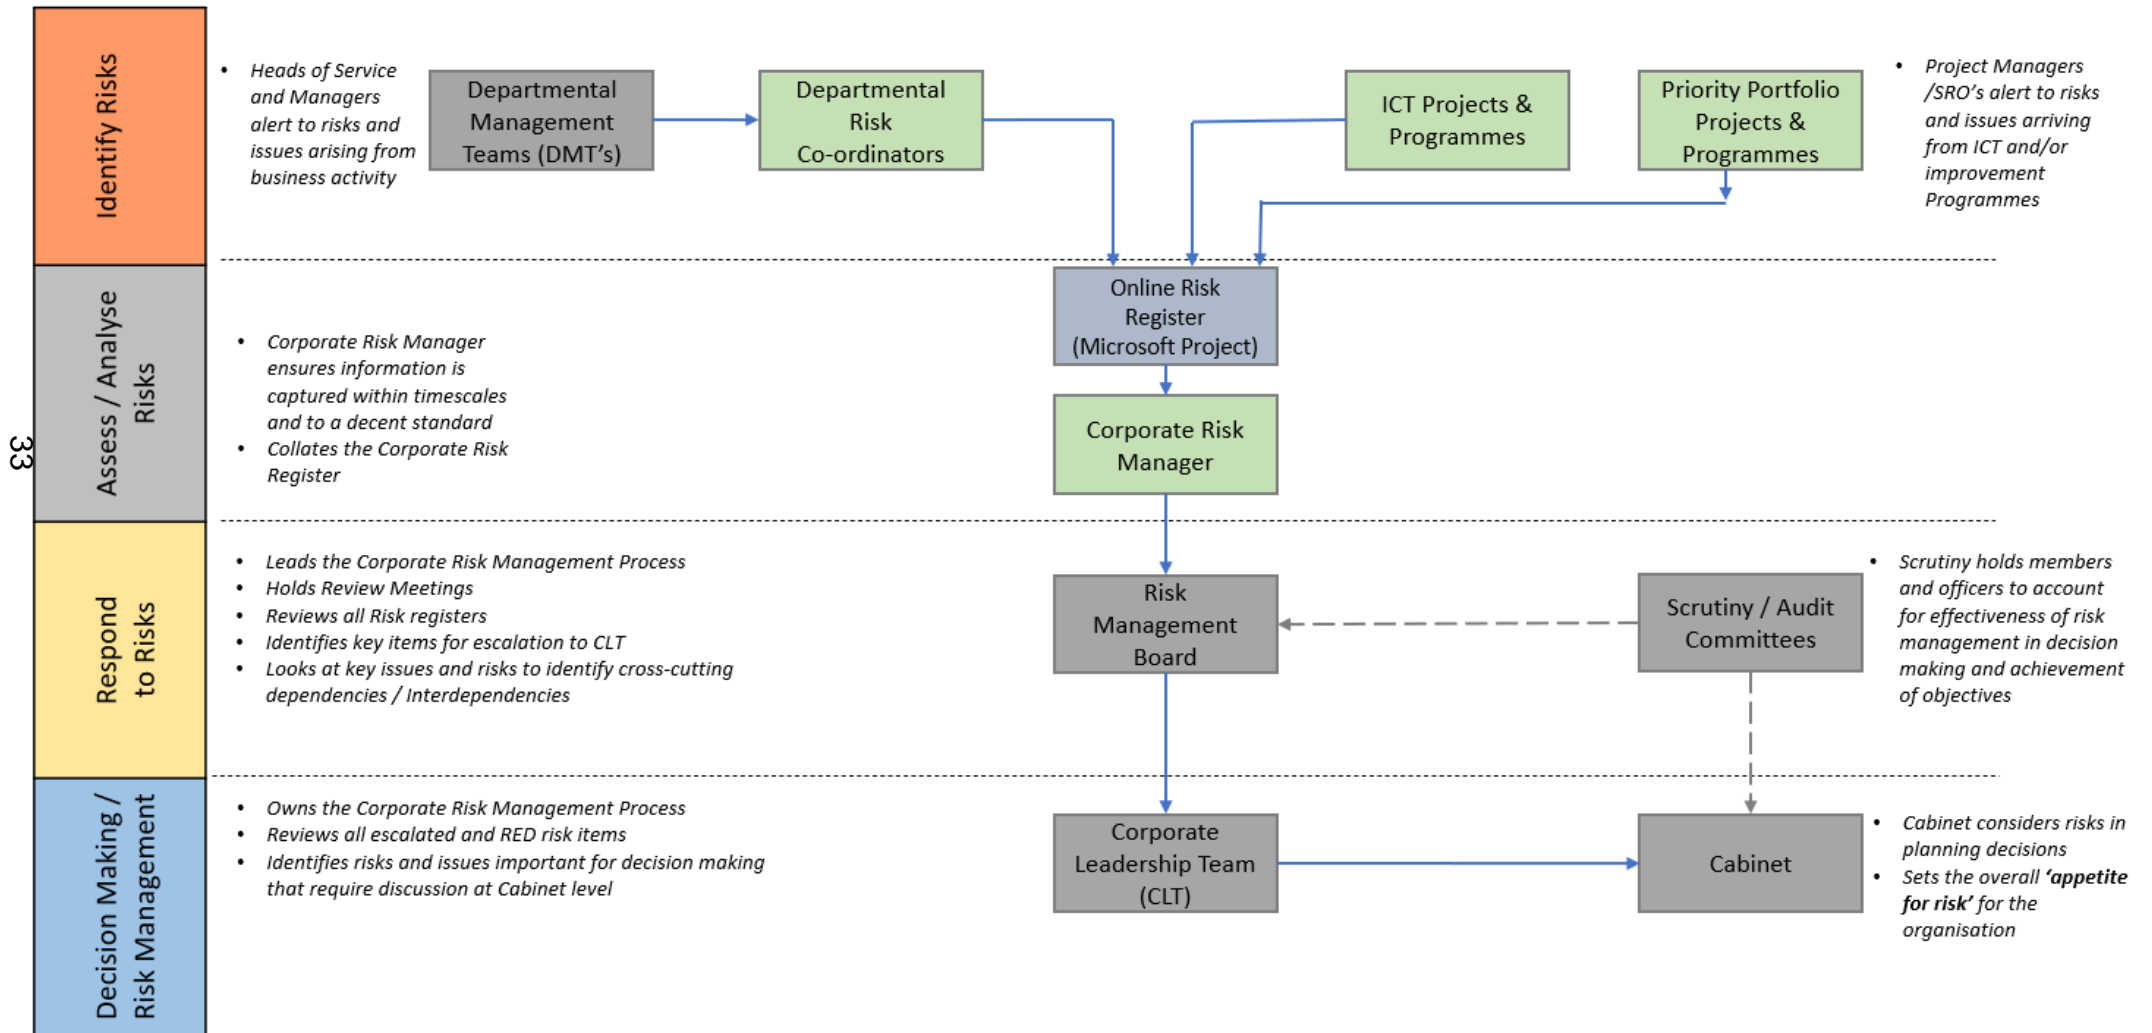 Identify Risks
• Heads of Service
and Managers
alert to risks and
issues arising from
business activity
Departmental
Management
Teams (DMT's)
Departmental
Risk
Co-ordinators
ICT Projects &
Programmes
Priority Portfolio
Projects &
Programmes
• Project Managers
/SRO's alert to risks
and issues arriving
from ICT and/or
improvement
Programmes
33
Assess / Analyse
Risks
• Corporate Risk Manager
ensures information is
captured within timescales
and to a decent standard
• Collates the Corporate Risk
Register
Online Risk
Register
(Microsoft Project)
Corporate Risk
Manager
Respond
to Risks
• Leads the Corporate Risk Management Process
• Holds Review Meetings
• Reviews all Risk registers
• Identifies key items for escalation to CLT
• Looks at key issues and risks to identify cross-cutting
dependencies / Interdependencies
Risk
Management
Board
Scrutiny / Audit
Committees
• Scrutiny holds members
and officers to account
for effectiveness of risk
management in decision
making and achievement
of objectives
Decision Making /
Risk Management
• Owns the Corporate Risk Management Process
• Reviews all escalated and RED risk items
• Identifies risks and issues important for decision making
that require discussion at Cabinet level
Corporate
Leadership Team
(CLT)
Cabinet
• Cabinet considers risks in
planning decisions
• Sets the overall ‘appetite
for risk’ for the
organisation